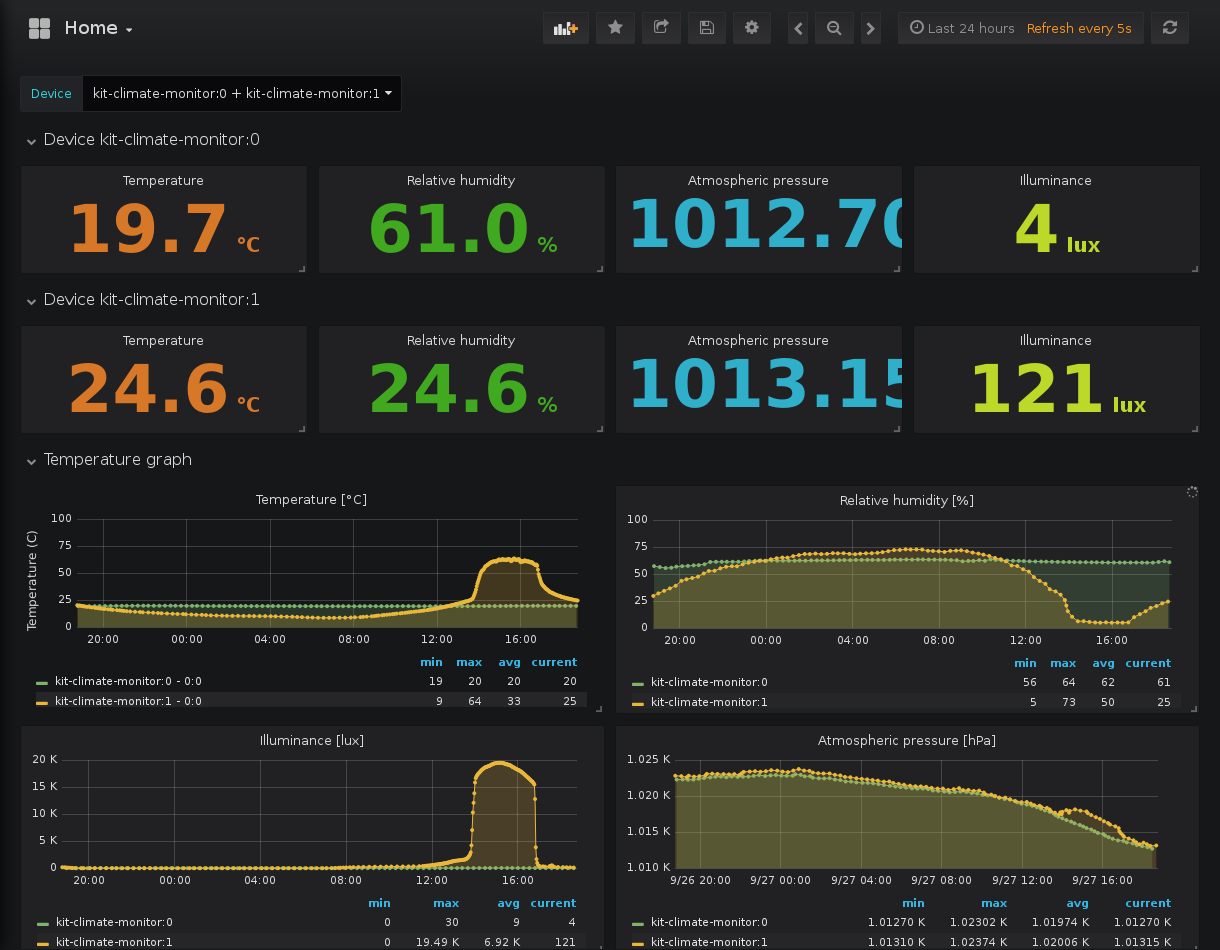 Home
Last 24 hours Refresh every 5s
Device kit-climate-monitor:0 + kit-climate-monitor:1
Device kit-climate-monitor:0
Temperature Relative humidity Atmospheric pressure Illuminance
19.7 °C 61.0 % 1012.70 4 lux
Device kit-climate-monitor:1
Temperature Relative humidity Atmospheric pressure Illuminance
24.6 °C 24.6 % 1013.15 121 lux
Temperature graph
Temperature [°C]
Temperature (C)
100
75
50
25
0
20:00 00:00 04:00 08:00 12:00 16:00
min max avg current
kit-climate-monitor:0 - 0:0 19 20 20 20
kit-climate-monitor:1 - 0:0 9 64 33 25
Relative humidity [%]
100
75
50
25
0
20:00 00:00 04:00 08:00 12:00 16:00
min max avg current
kit-climate-monitor:0 56 64 62 61
kit-climate-monitor:1 5 73 50 25
Illuminance [lux]
20 K
15 K
10 K
5 K
0
20:00 00:00 04:00 08:00 12:00 16:00
min max avg current
kit-climate-monitor:0 0 30 9 4
kit-climate-monitor:1 0 19.49 K 6.92 K 121
Atmospheric pressure [hPa]
1.025 K
1.020 K
1.015 K
1.010 K
9/26 20:00 9/27 00:00 9/27 04:00 9/27 08:00 9/27 12:00 9/27 16:00
min max avg current
kit-climate-monitor:0 1.01270 K 1.02302 K 1.01974 K 1.01270 K
kit-climate-monitor:1 1.01310 K 1.02374 K 1.02006 K 1.01315 K